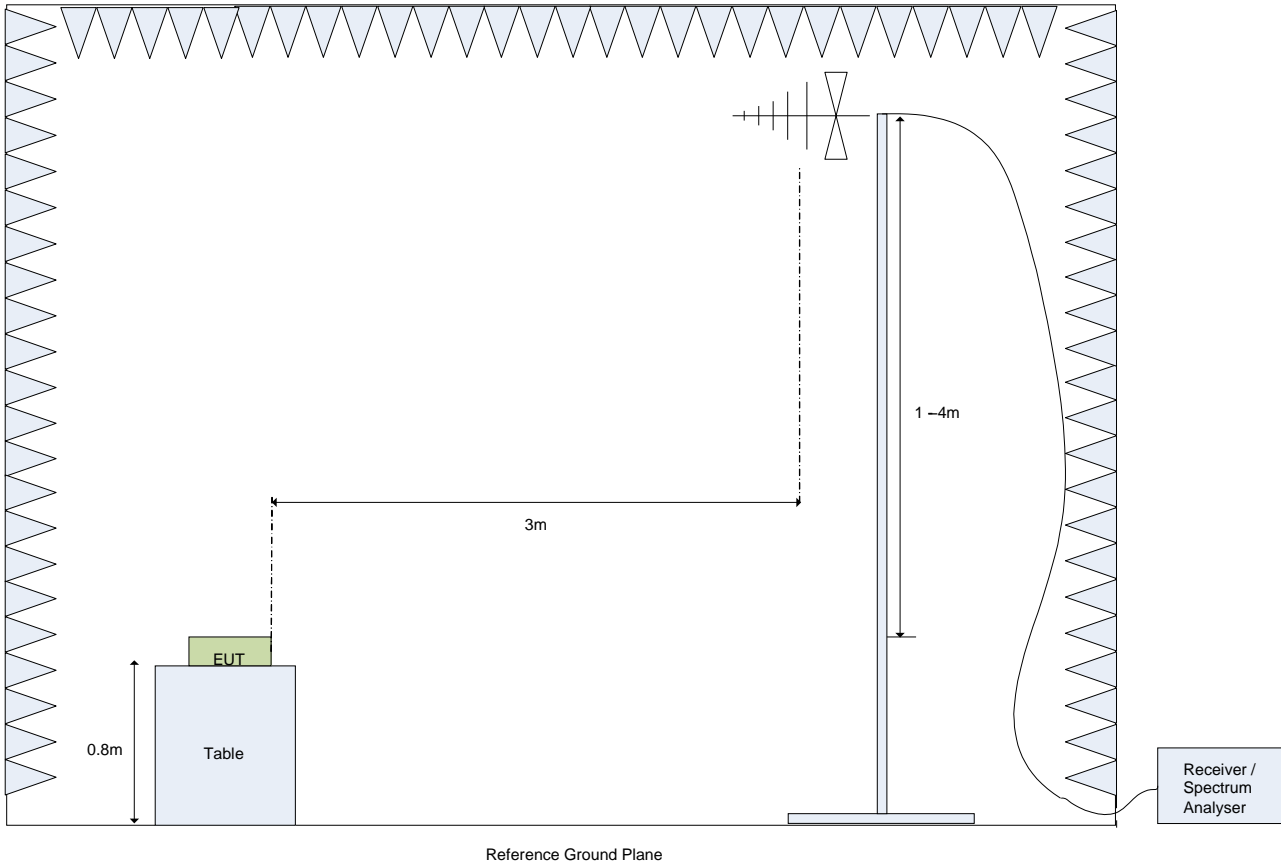 1 –4m
3m
EUT
0.8m
Table
Receiver /
Spectrum
Analyser
Reference Ground Plane